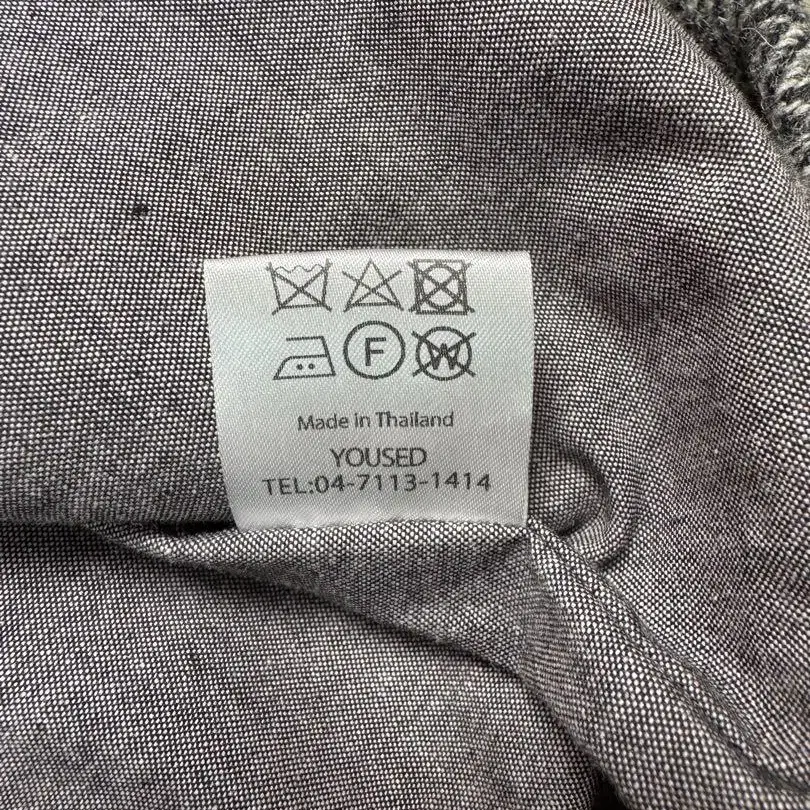 F W
Made in Thailand
YOUSED
TEL:04-7113-1414